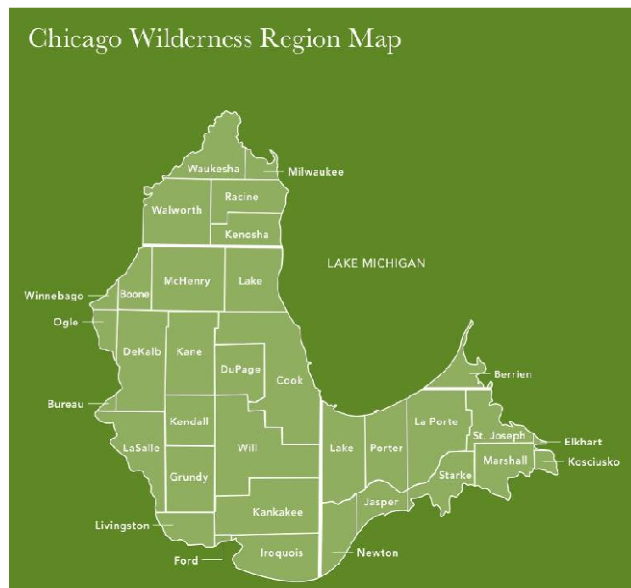 Chicago Wilderness Region Map
Waukesha
Milwaukee
Racine
Walworth
Kenosha
LAKE MICHIGAN
McHenry
Lake
Winnebago
Boone
Ogle
DeKalb
Kane
DuPage
Cook
Berrien
Bureau
Kendall
La Porte
St. Joseph
Elkhart
LaSalle
Will
Lake
Porter
Marshall
Kosciusko
Grundy
Starke
Jasper
Kankakee
Livingston
Iroquois
Newton
Ford